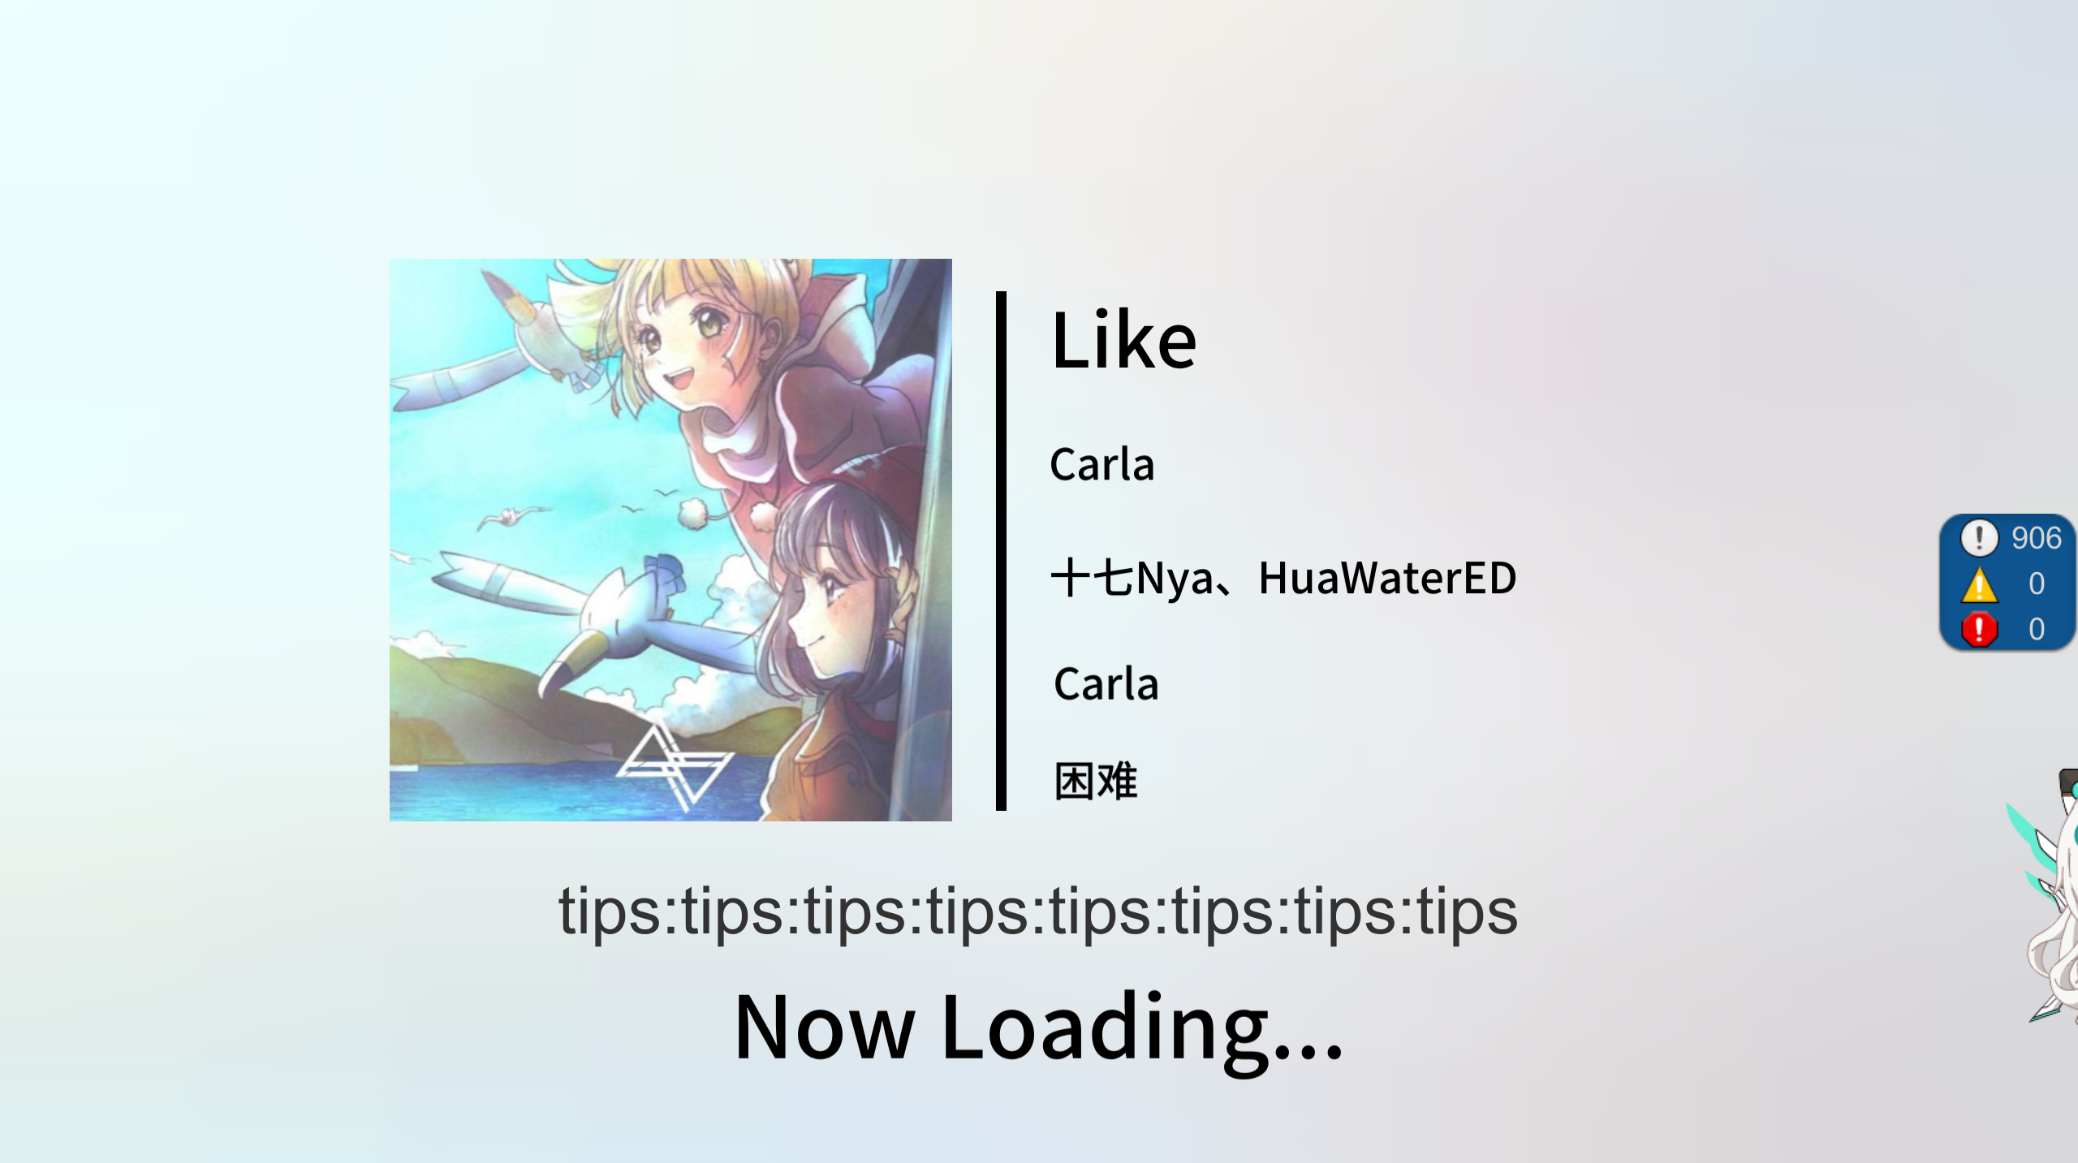 Like
Carla
十七Nya、HuaWaterED
Carla
困难
906
0
0
tips:tips:tips:tips:tips:tips:tips:tips
Now Loading...